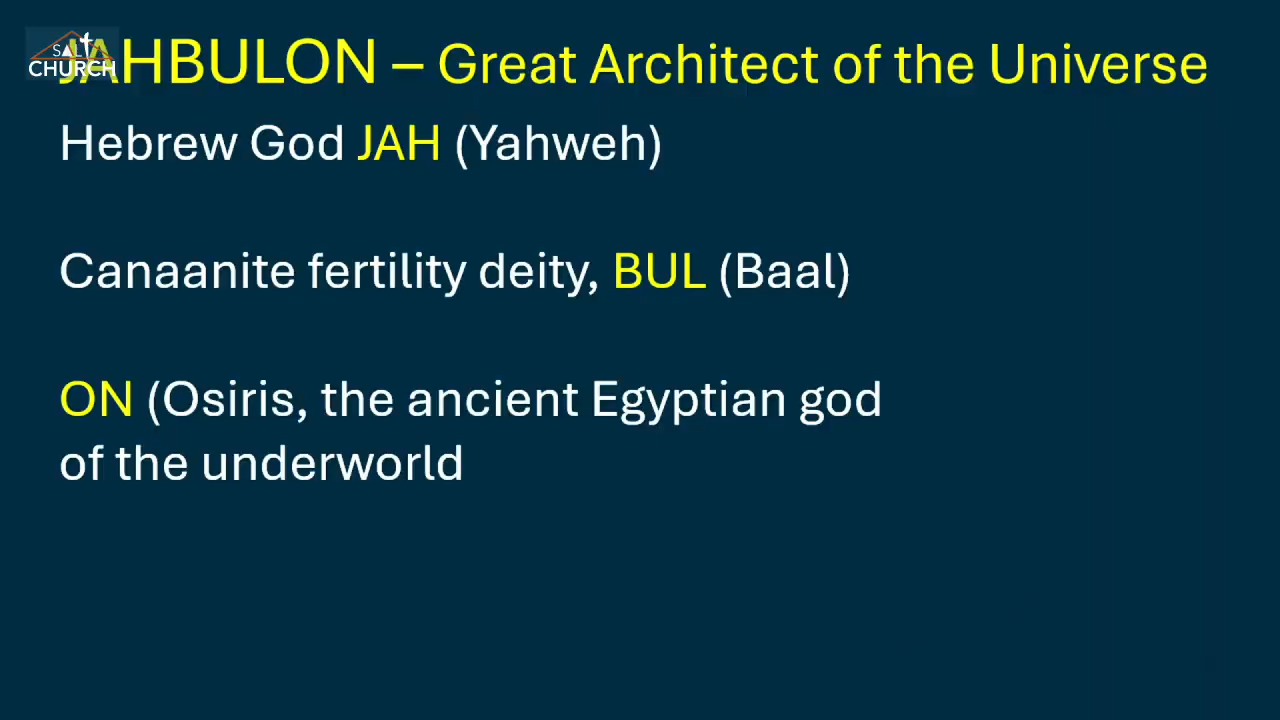 SALT
CHURCH
JAHBULON – Great Architect of the Universe
Hebrew God JAH (Yahweh)
Canaanite fertility deity, BUL (Baal)
ON (Osiris, the ancient Egyptian god
of the underworld